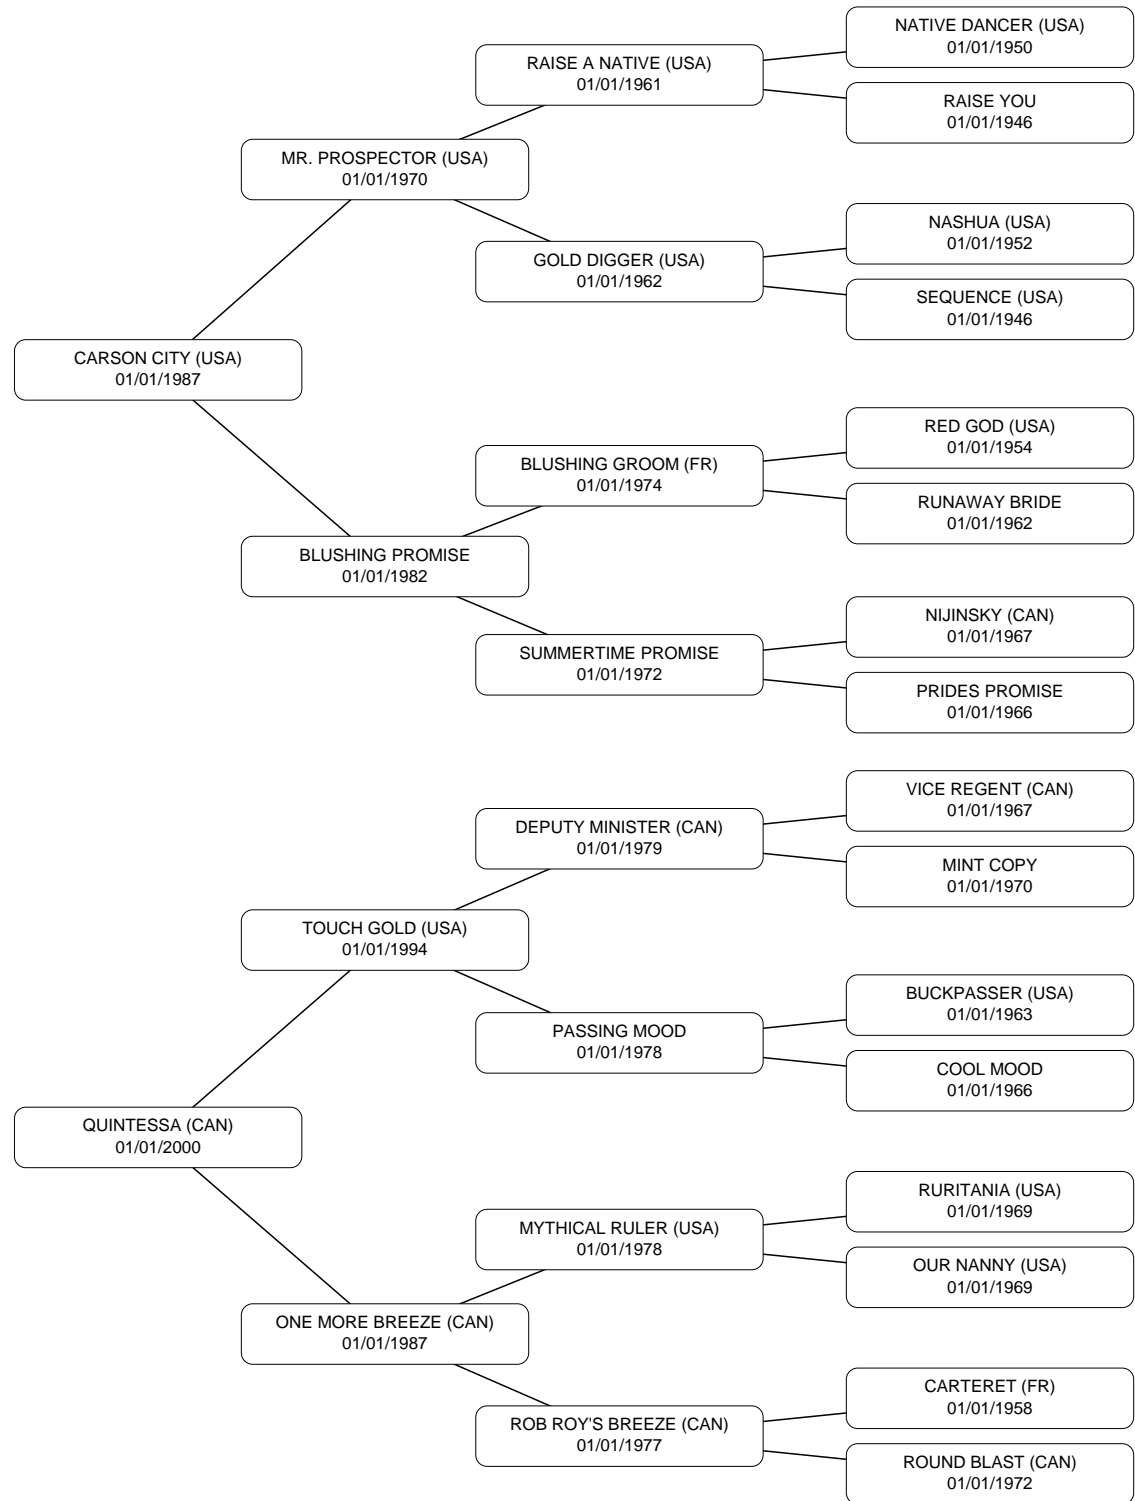 NATIVE DANCER (USA)
01/01/1950
RAISE A NATIVE (USA)
01/01/1961
RAISE YOU
01/01/1946
MR. PROSPECTOR (USA)
01/01/1970
NASHUA (USA)
01/01/1952
GOLD DIGGER (USA)
01/01/1962
SEQUENCE (USA)
01/01/1946
CARSON CITY (USA)
01/01/1987
RED GOD (USA)
01/01/1954
BLUSHING GROOM (FR)
01/01/1974
RUNAWAY BRIDE
01/01/1962
BLUSHING PROMISE
01/01/1982
NIJINSKY (CAN)
01/01/1967
SUMMERTIME PROMISE
01/01/1972
PRIDES PROMISE
01/01/1966
VICE REGENT (CAN)
01/01/1967
DEPUTY MINISTER (CAN)
01/01/1979
MINT COPY
01/01/1970
TOUCH GOLD (USA)
01/01/1994
BUCKPASSER (USA)
01/01/1963
PASSING MOOD
01/01/1978
COOL MOOD
01/01/1966
QUINTESSA (CAN)
01/01/2000
RURITANIA (USA)
01/01/1969
MYTHICAL RULER (USA)
01/01/1978
OUR NANNY (USA)
01/01/1969
ONE MORE BREEZE (CAN)
01/01/1987
CARTERET (FR)
01/01/1958
ROB ROY'S BREEZE (CAN)
01/01/1977
ROUND BLAST (CAN)
01/01/1972